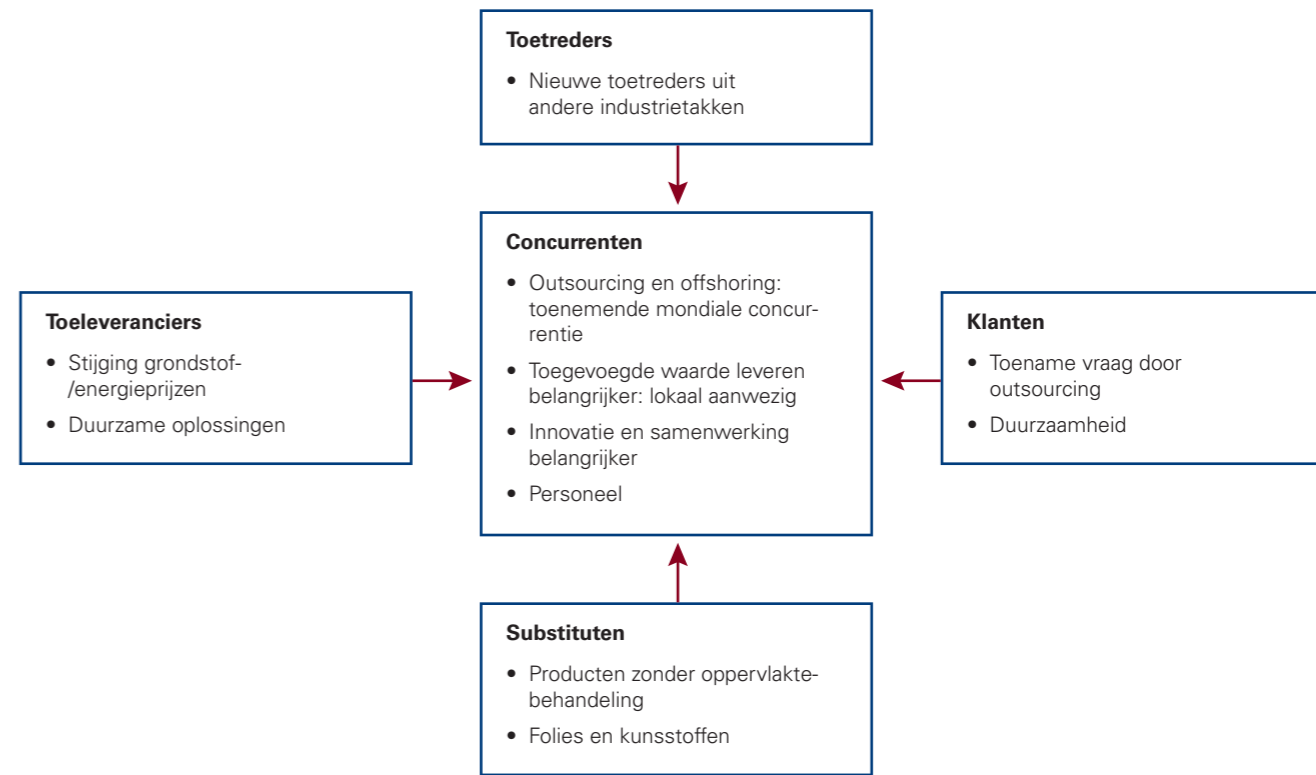 Toetreders
• Nieuwe toetreders uit
andere industrietakken
Concurrenten
• Outsourcing en offshoring:
toenemende mondiale concur-
rentie
• Toegevoegde waarde leveren
belangrijker: lokaal aanwezig
• Innovatie en samenwerking
belangrijker
• Personeel
Toeleveranciers
• Stijging grondstof-
/energieprijzen
• Duurzame oplossingen
Klanten
• Toename vraag door
outsourcing
• Duurzaamheid
Substituten
• Producten zonder oppervlakte-
behandeling
• Folies en kunsstoffen